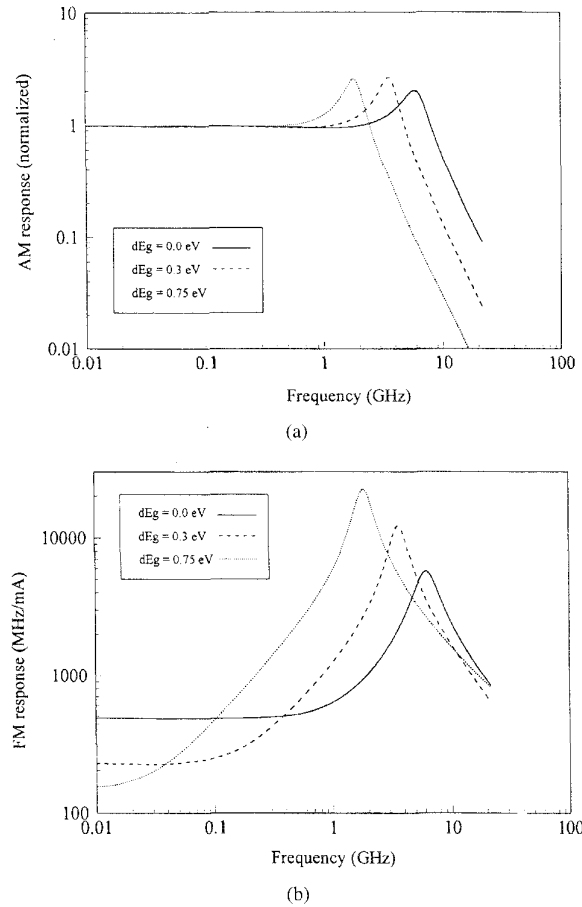 10
1
0.1
0.01
AM response (normalized)
dEg = 0.0 eV
dEg = 0.3 eV
dEg = 0.75 eV
0.01
0.1
1
10
100
Frequency (GHz)
(a)
10000
1000
100
FM response (MHz/mA)
dEg = 0.0 eV
dEg = 0.3 eV
dEg = 0.75 eV
0.01
0.1
1
10
100
Frequency (GHz)
(b)